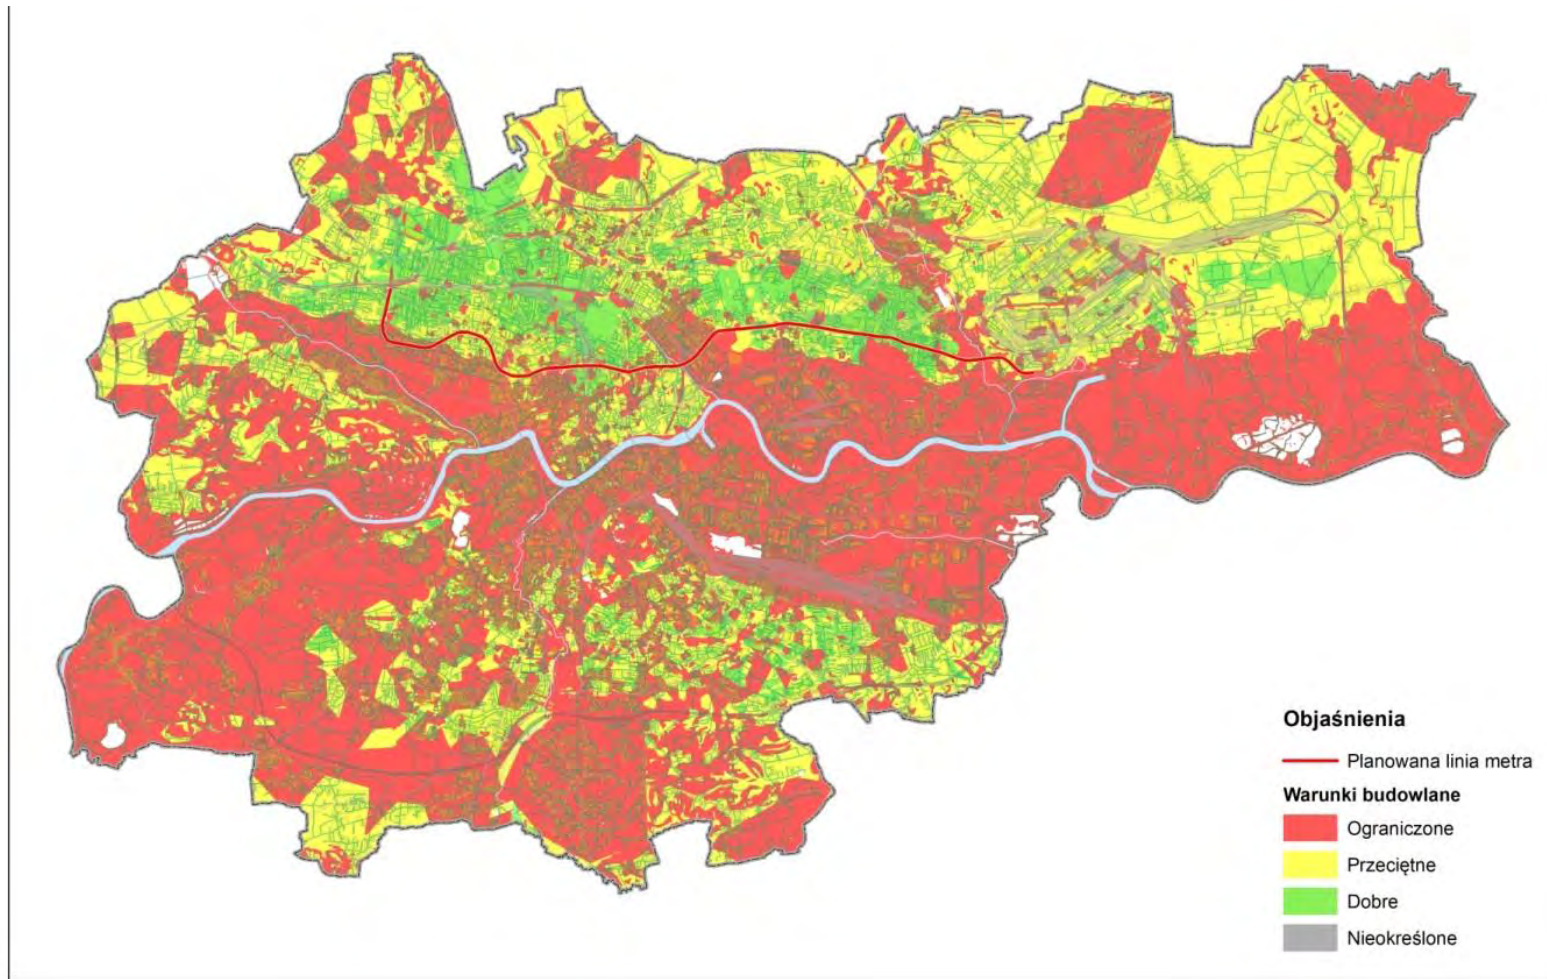 Objaśnienia
Planowana linia metra
Warunki budowlane
Ograniczone
Przeciętne
Dobre
Nieokreślone